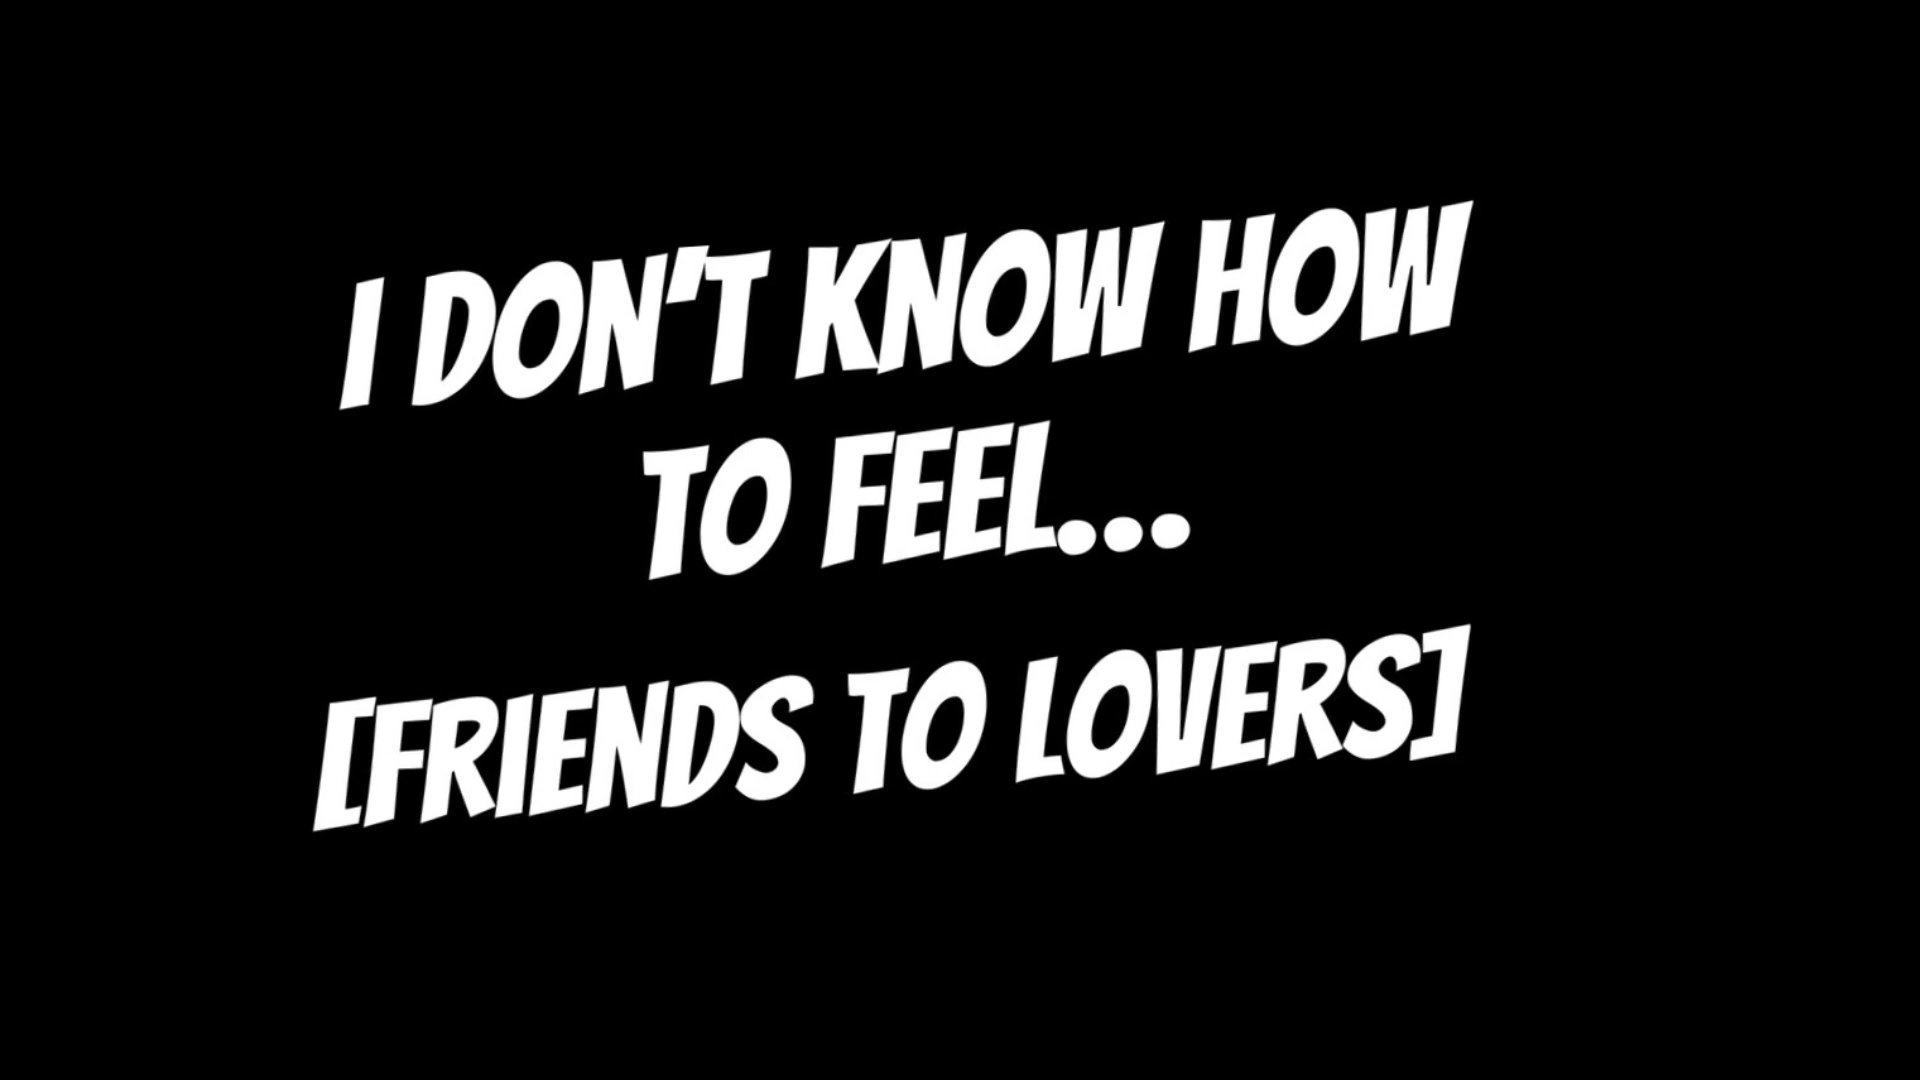 I DON'T KNOW HOW
TO FEEL...
[FRIENDS TO LOVERS]